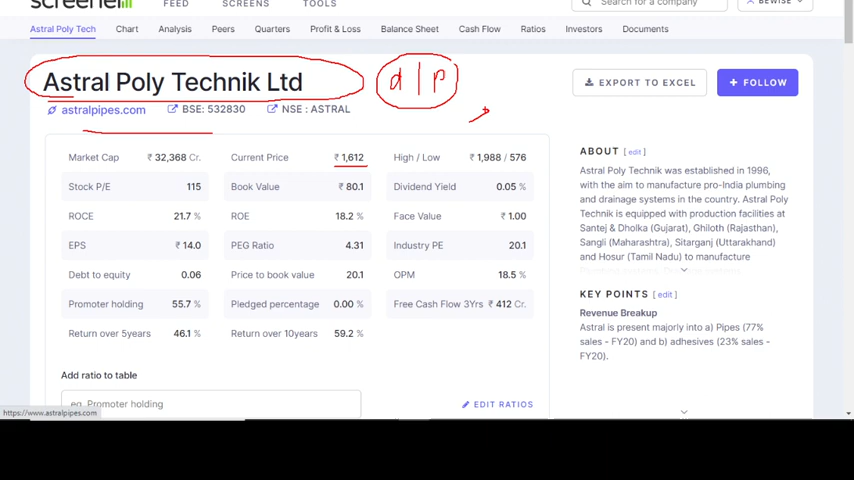 screener FEED SCREENS TOOLS Search for a company BEWISE
Astral Poly Tech Chart Analysis Peers Quarters Profit & Loss Balance Sheet Cash Flow Ratios Investors Documents
Astral Poly Technik Ltd d | p EXPORT TO EXCEL + FOLLOW
astralpipes.com BSE: 532830 NSE : ASTRAL
Market Cap ₹ 32,368 Cr. Current Price ₹ 1,612 High / Low ₹ 1,988 / 576
Stock P/E 115 Book Value ₹ 80.1 Dividend Yield 0.05 %
ROCE 21.7 % ROE 18.2 % Face Value ₹ 1.00
EPS ₹ 14.0 PEG Ratio 4.31 Industry PE 20.1
Debt to equity 0.06 Price to book value 20.1 OPM 18.5 %
Promoter holding 55.7 % Pledged percentage 0.00 % Free Cash Flow 3Yrs ₹ 412 Cr.
Return over 5years 46.1 % Return over 10years 59.2 %
Add ratio to table
eg. Promoter holding EDIT RATIOS
ABOUT [ edit ]
Astral Poly Technik was established in 1996,
with the aim to manufacture pro-India plumbing
and drainage systems in the country. Astral Poly
Technik is equipped with production facilities at
Santej & Dholka (Gujarat), Ghiloth (Rajasthan),
Sangli (Maharashtra), Sitarganj (Uttarakhand)
and Hosur (Tamil Nadu) to manufacture
KEY POINTS [ edit ]
Revenue Breakup
Astral is present majorly into a) Pipes (77%
sales - FY20) and b) adhesives (23% sales -
FY20).
https://www.astralpipes.com